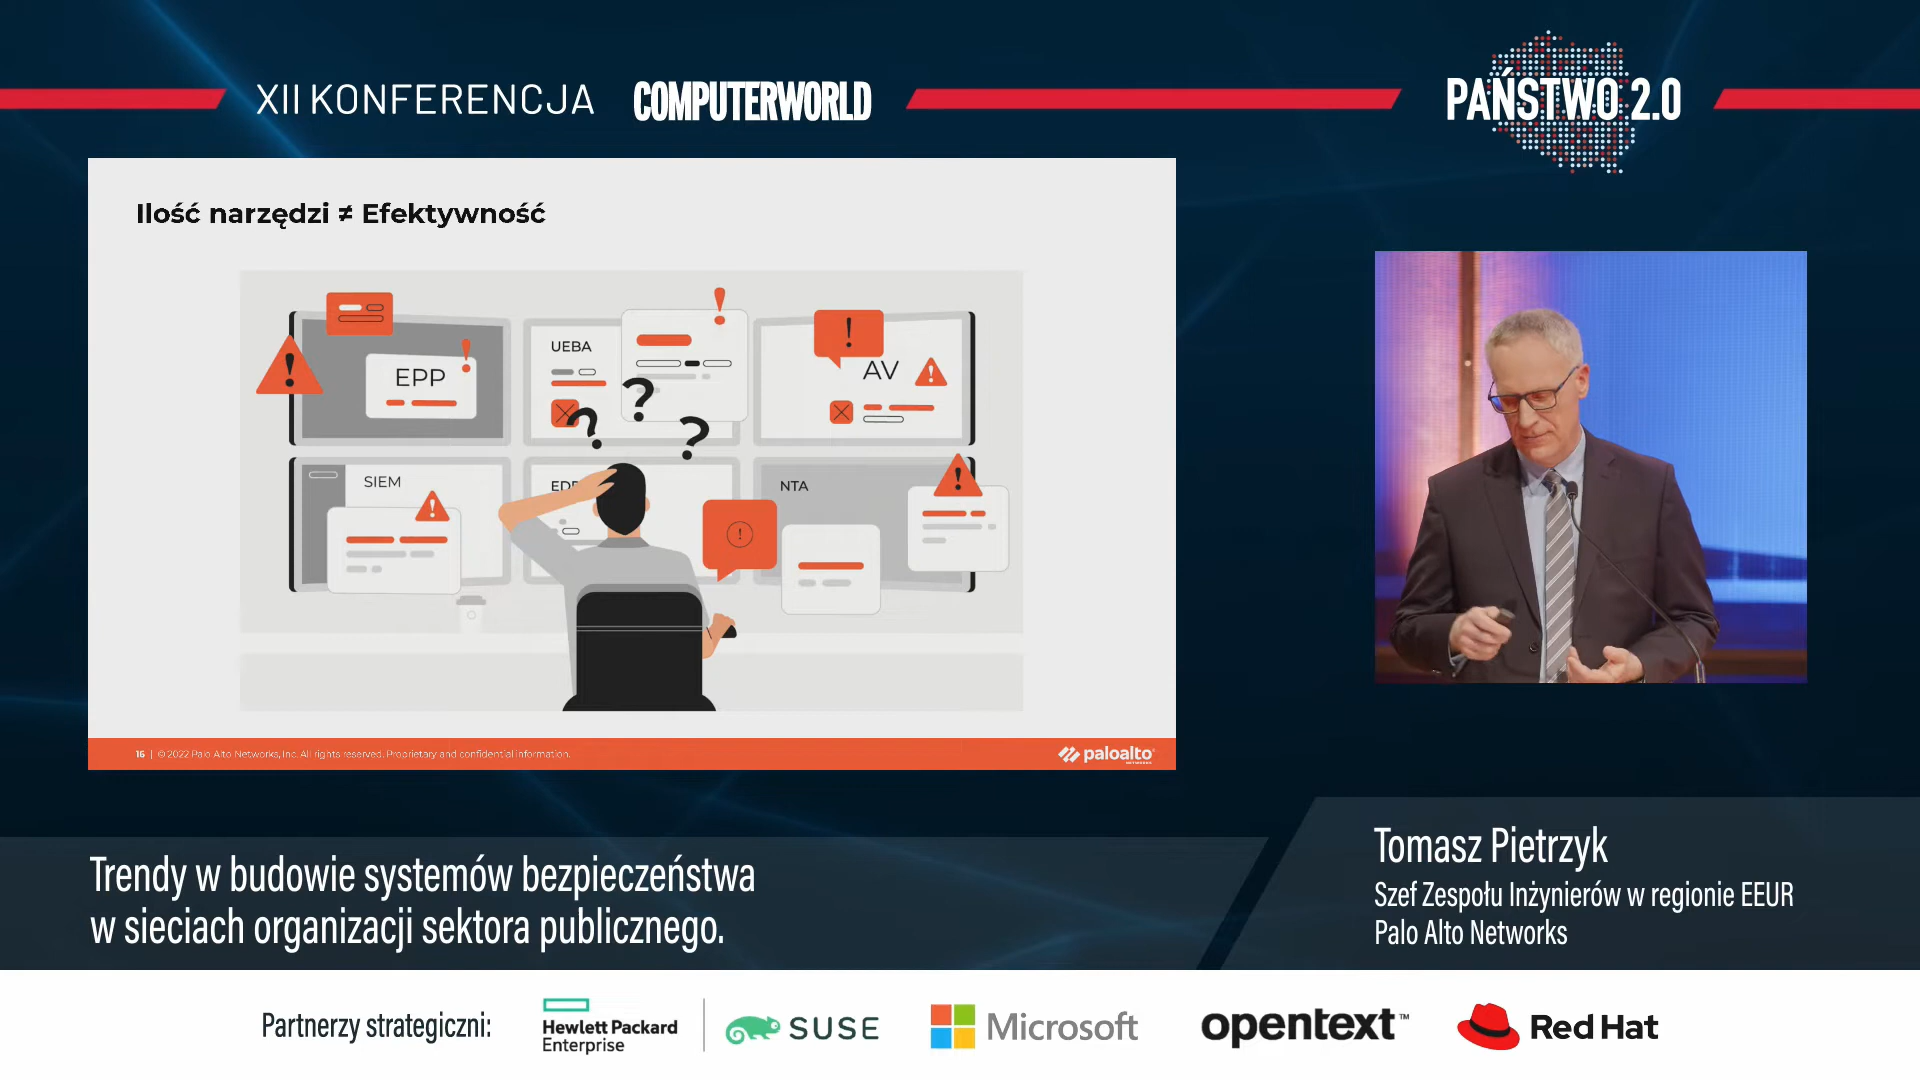 XII KONFERENCJA COMPUTERWORLD
PAŃSTWO 2.0
Ilość narzędzi ≠ Efektywność
!
!
!
EPP
!
UEBA
!
AV
!
?
?
?
SIEM
!
NTA
!
!
16 | © 2022 Palo Alto Networks, Inc. All rights reserved. Proprietary and confidential information.
paloalto
NETWORKS
Trendy w budowie systemów bezpieczeństwa
w sieciach organizacji sektora publicznego.
Tomasz Pietrzyk
Szef Zespołu Inżynierów w regionie EEUR
Palo Alto Networks
Partnerzy strategiczni:
Hewlett Packard
Enterprise
SUSE
Microsoft
opentext™
Red Hat